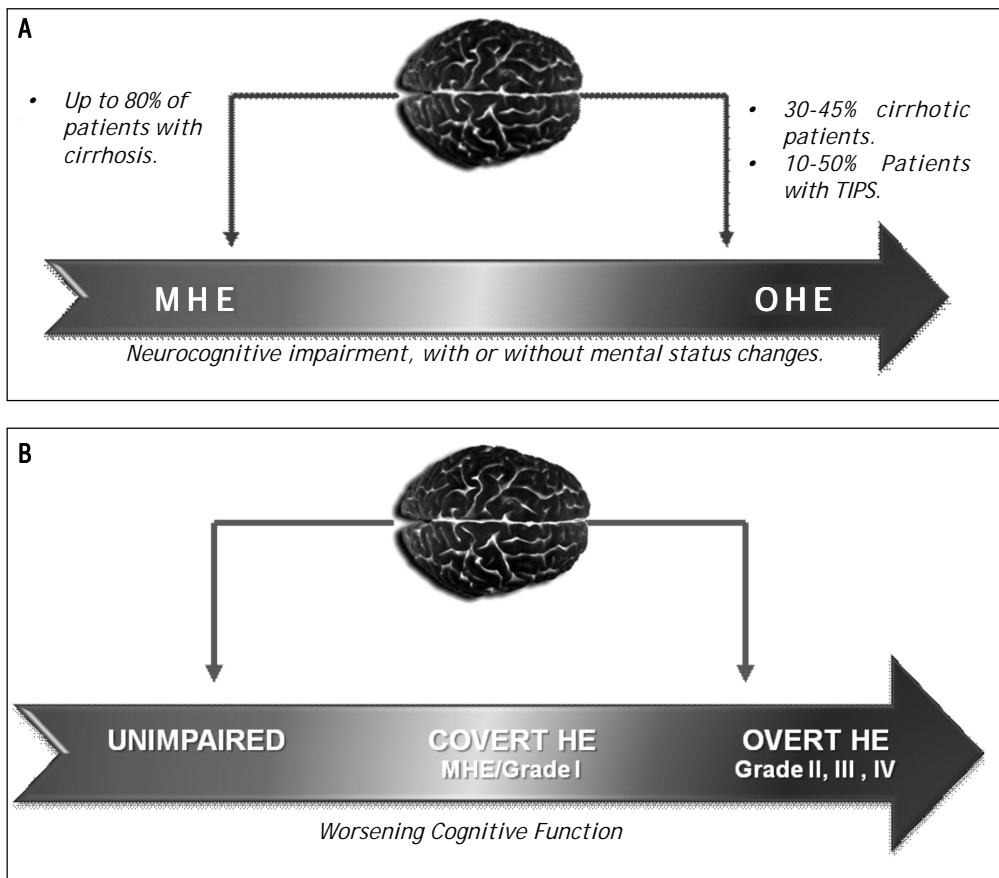 A
• Up to 80% of
patients with
cirrhosis.
• 30-45% cirrhotic
patients.
• 10-50% Patients
with TIPS.
MHE
OHE
Neurocognitive impairment, with or without mental status changes.
B
UNIMPAIRED
COVERT HE
MHE/Grade I
OVERT HE
Grade II, III , IV
Worsening Cognitive Function